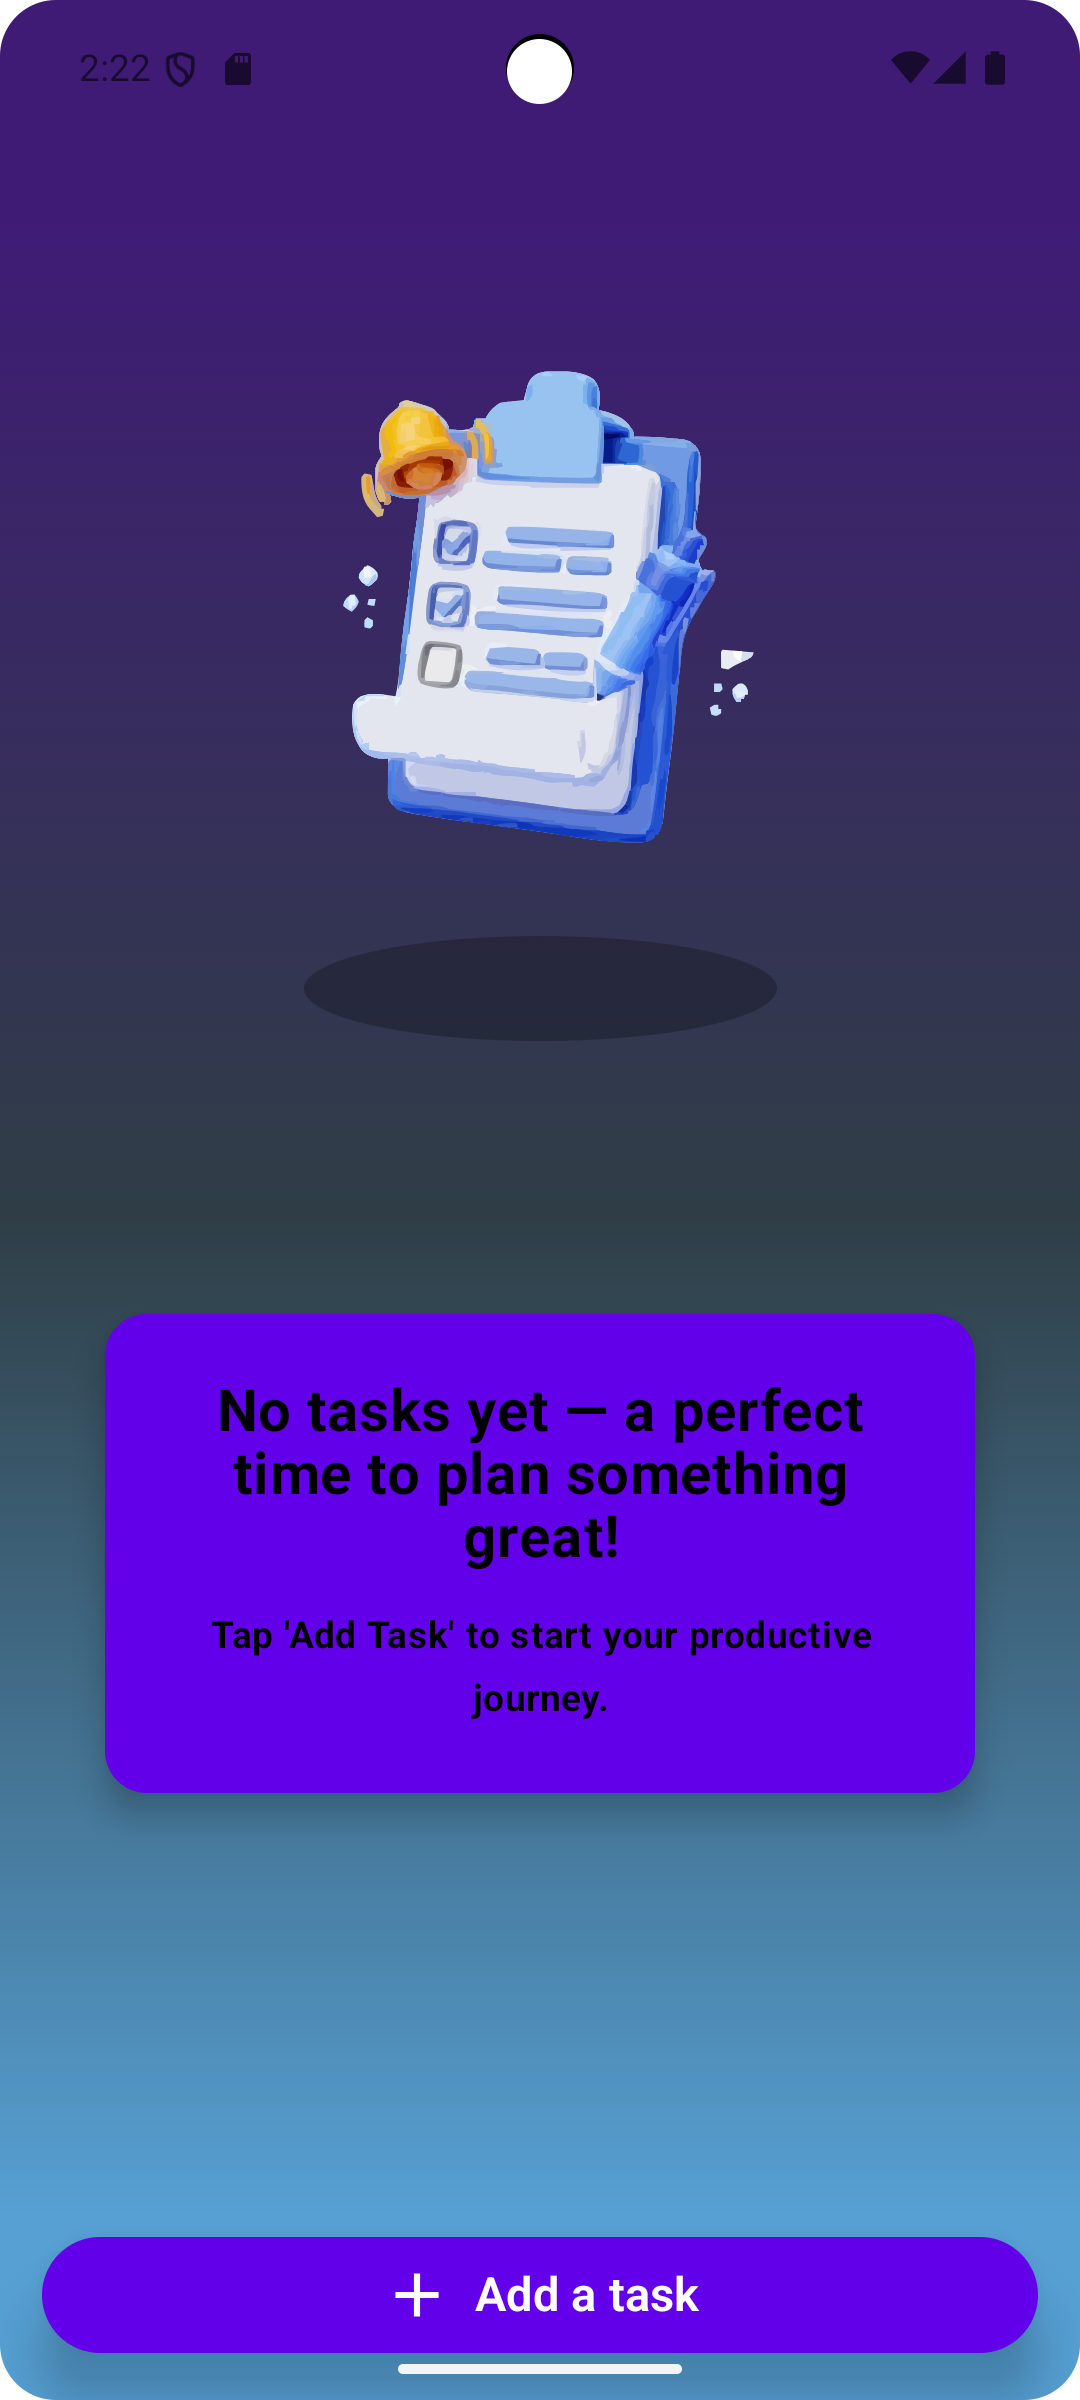 2:22
No tasks yet — a perfect
time to plan something
great!
Tap 'Add Task' to start your productive
journey.
Add a task